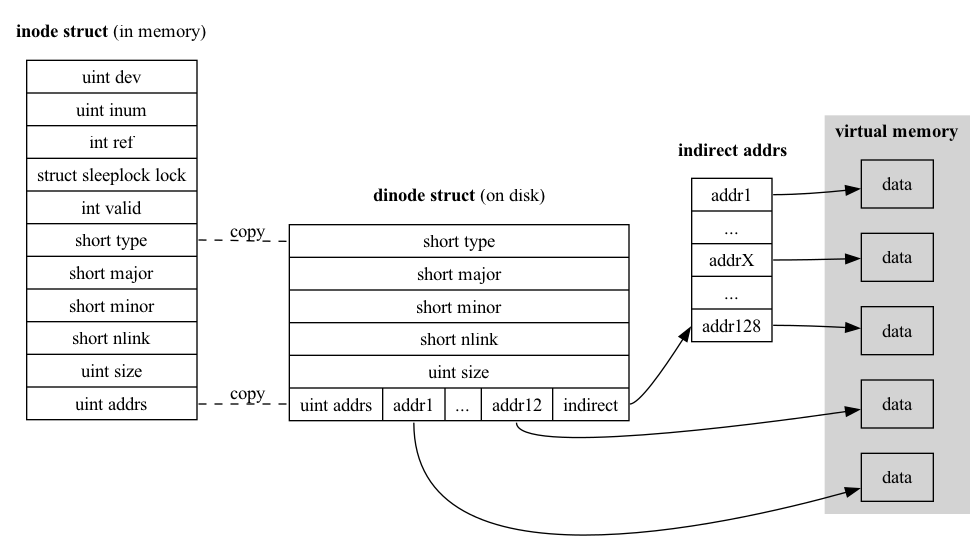 inode struct (in memory)
uint dev
uint inum
int ref
struct sleeplock lock
int valid
short type
short major
short minor
short nlink
uint size
uint addrs
copy
copy
dinode struct (on disk)
short type
short major
short minor
short nlink
uint size
uint addrs addr1 ... addr12 indirect
indirect addrs
addr1
...
addrX
...
addr128
virtual memory
data
data
data
data
data